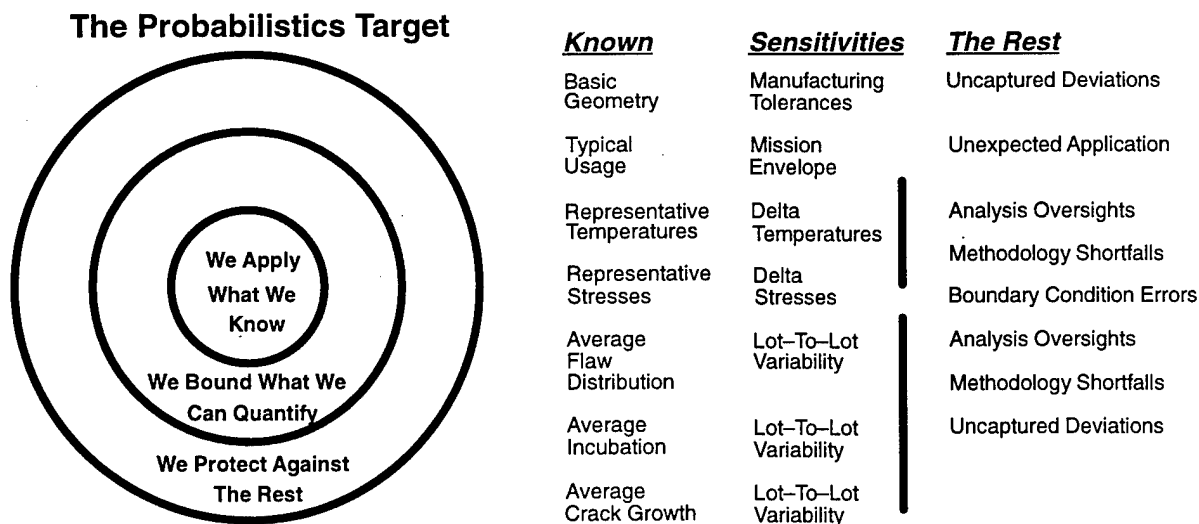 The Probabilistics Target
We Apply
What We
Know
We Bound What We
Can Quantify
We Protect Against
The Rest
Known
Basic
Geometry
Typical
Usage
Representative
Temperatures
Representative
Stresses
Average
Flaw
Distribution
Average
Incubation
Average
Crack Growth
Sensitivities
Manufacturing
Tolerances
Mission
Envelope
Delta
Temperatures
Delta
Stresses
Lot–To–Lot
Variability
Lot–To–Lot
Variability
Lot–To–Lot
Variability
The Rest
Uncaptured Deviations
Unexpected Application
Analysis Oversights
Methodology Shortfalls
Boundary Condition Errors
Analysis Oversights
Methodology Shortfalls
Uncaptured Deviations